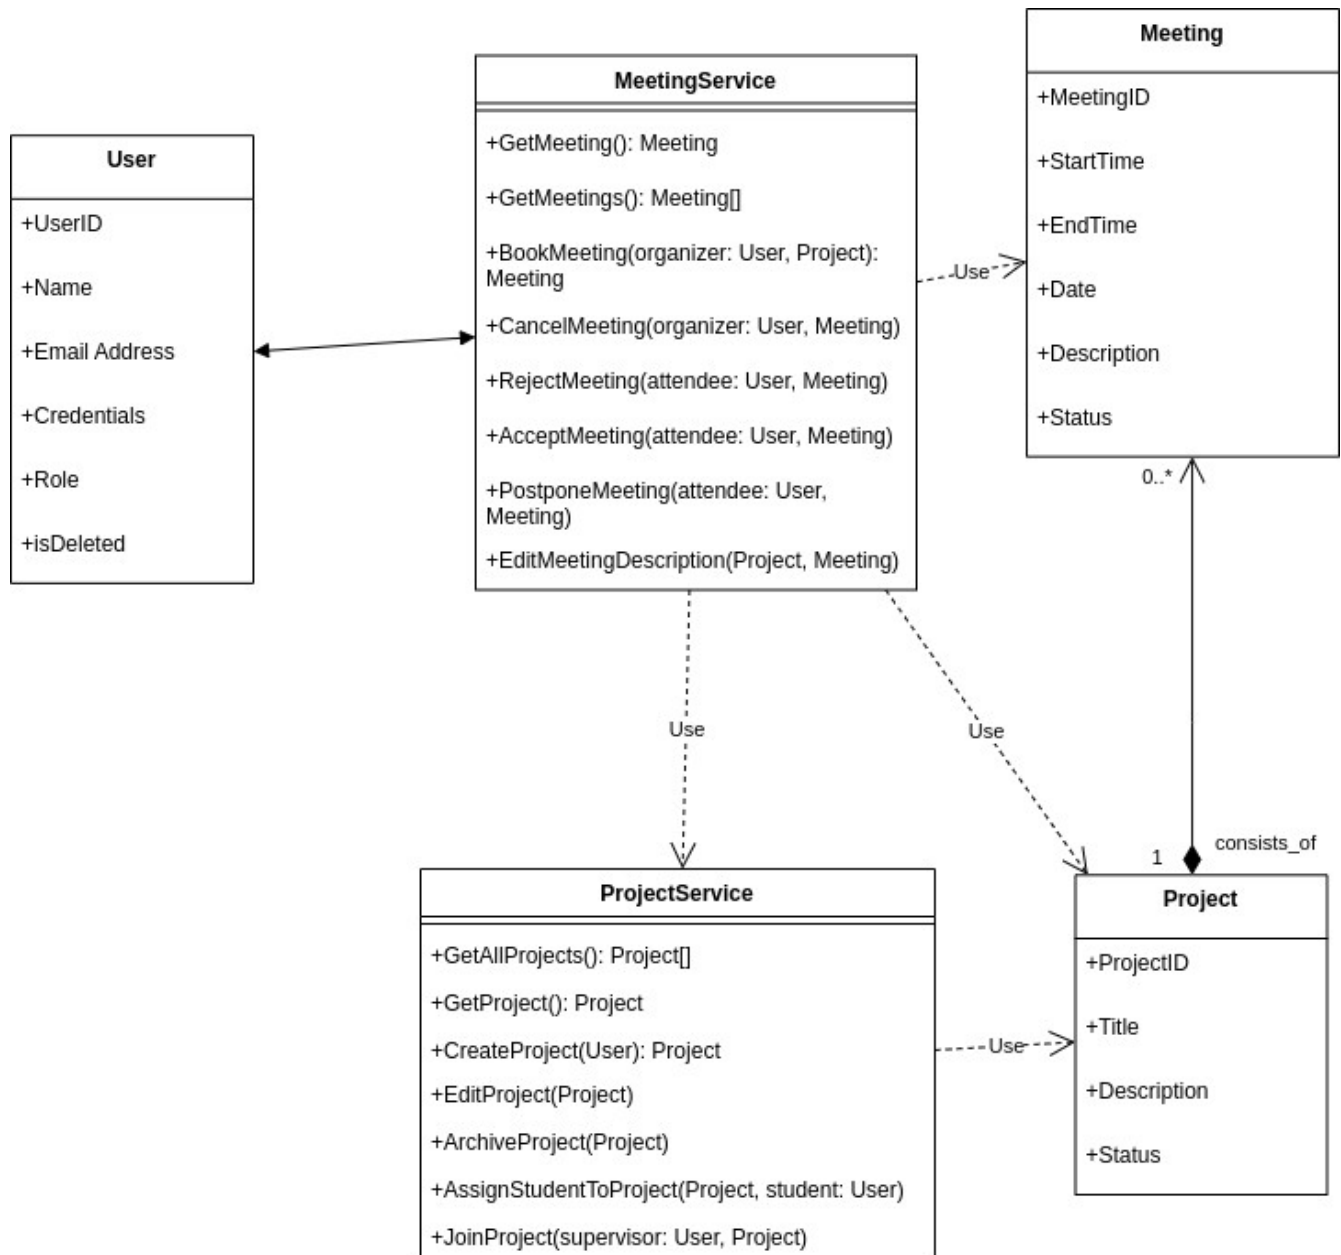 Meeting
+MeetingID
+StartTime
+EndTime
+Date
+Description
+Status
MeetingService
+GetMeeting(): Meeting
+GetMeetings(): Meeting[]
+BookMeeting(organizer: User, Project):
Meeting
+CancelMeeting(organizer: User, Meeting)
+RejectMeeting(attendee: User, Meeting)
+AcceptMeeting(attendee: User, Meeting)
+PostponeMeeting(attendee: User,
Meeting)
+EditMeetingDescription(Project, Meeting)
User
+UserID
+Name
+Email Address
+Credentials
+Role
+isDeleted
Use
0..*
Use
Use
consists_of
1
ProjectService
+GetAllProjects(): Project[]
+GetProject(): Project
+CreateProject(User): Project
+EditProject(Project)
+ArchiveProject(Project)
+AssignStudentToProject(Project, student: User)
+JoinProject(supervisor: User, Project)
Use
Project
+ProjectID
+Title
+Description
+Status